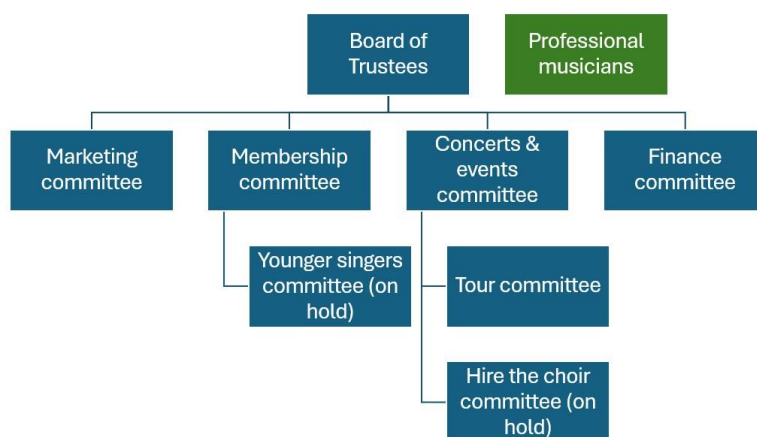 Board of
Trustees
Professional
musicians
Marketing
committee
Membership
committee
Concerts &
events
committee
Finance
committee
Younger singers
committee (on
hold)
Tour committee
Hire the choir
committee (on
hold)